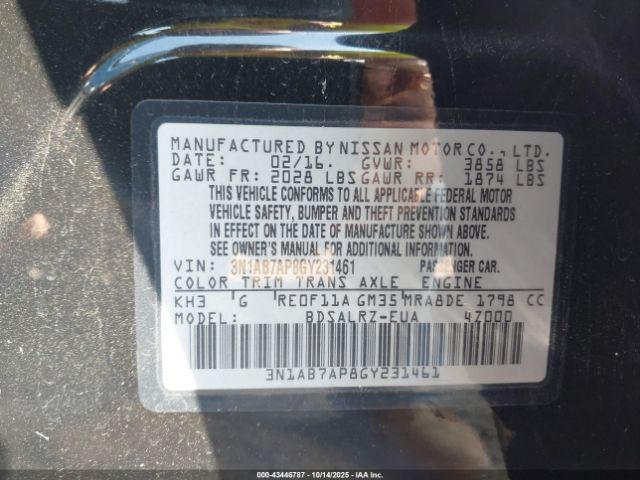 MANUFACTURED BY NISSAN MOTOR CO., LTD.
DATE: 02/16. GVWR: 3858 LBS
GAWR FR: 2028 LBS GAWR RR: 1874 LBS
THIS VEHICLE CONFORMS TO ALL APPLICABLE FEDERAL MOTOR
VEHICLE SAFETY, BUMPER AND THEFT PREVENTION STANDARDS
IN EFFECT ON THE DATE OF MANUFACTURE SHOWN ABOVE.
SEE OWNER'S MANUAL FOR ADDITIONAL INFORMATION.
VIN: 3N1AB7AP8GY231461 PASSENGER CAR.
COLOR TRIM TRANS AXLE ENGINE
KH3 G RE0F11A GM35 MRA8DE 1798 CC
MODEL: BDSALRZ-EUA 4Z000
3N1AB7AP8GY231461
000-43446787 | 10/14/2025 - IAA Inc.